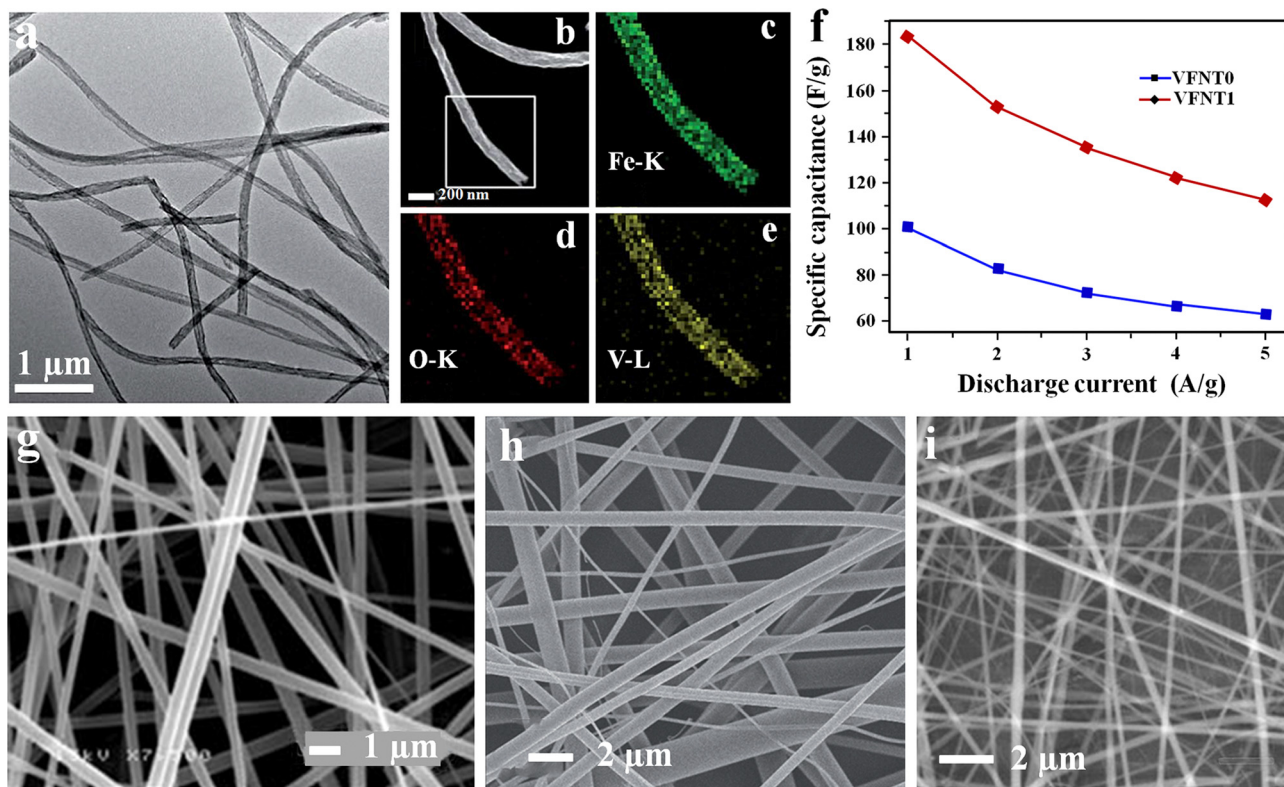 a
1 µm
b
200 nm
c
Fe-K
d
O-K
e
V-L
f
Specific capacitance (F/g)
180
160
140
120
100
80
60
VFNT0
VFNT1
1 2 3 4 5
Discharge current (A/g)
g
1 µm
h
2 µm
i
2 µm